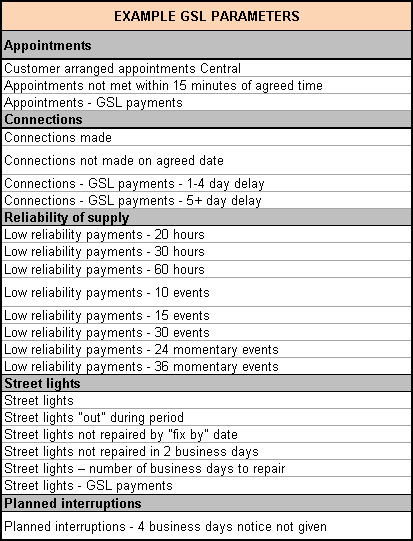 EXAMPLE GSL PARAMETERS
Appointments
Customer arranged appointments Central
Appointments not met within 15 minutes of agreed time
Appointments - GSL payments
Connections
Connections made
Connections not made on agreed date
Connections - GSL payments - 1-4 day delay
Connections - GSL payments - 5+ day delay
Reliability of supply
Low reliability payments - 20 hours
Low reliability payments - 30 hours
Low reliability payments - 60 hours
Low reliability payments - 10 events
Low reliability payments - 15 events
Low reliability payments - 30 events
Low reliability payments - 24 momentary events
Low reliability payments - 36 momentary events
Street lights
Street lights
Street lights "out" during period
Street lights not repaired by "fix by" date
Street lights not repaired in 2 business days
Street lights – number of business days to repair
Street lights - GSL payments
Planned interruptions
Planned interruptions - 4 business days notice not given